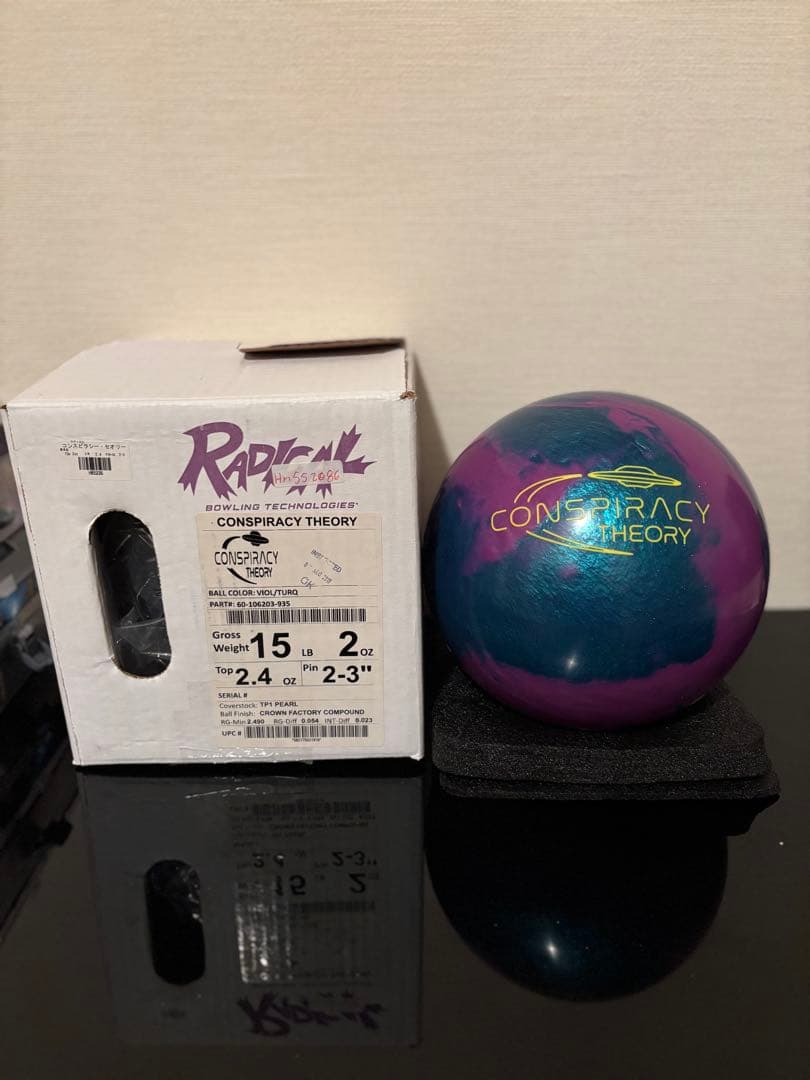 コンスピラシー・セオリー
RADICAL
Hn552086
BOWLING TECHNOLOGIES
CONSPIRACY THEORY
CONSPIRACY
THEORY
OK
BALL COLOR: VIOL/TURQ
PART#: 60-106203-935
Gross
Weight 15 LB 2 OZ
Top 2.4 OZ Pin 2-3"
SERIAL #
Coverstock: TP1 PEARL
Ball Finish: CROWN FACTORY COMPOUND
RG-Min 2.490 RG-Diff 0.054 INT-Diff 0.023
UPC #
CONSPIRACY
THEORY